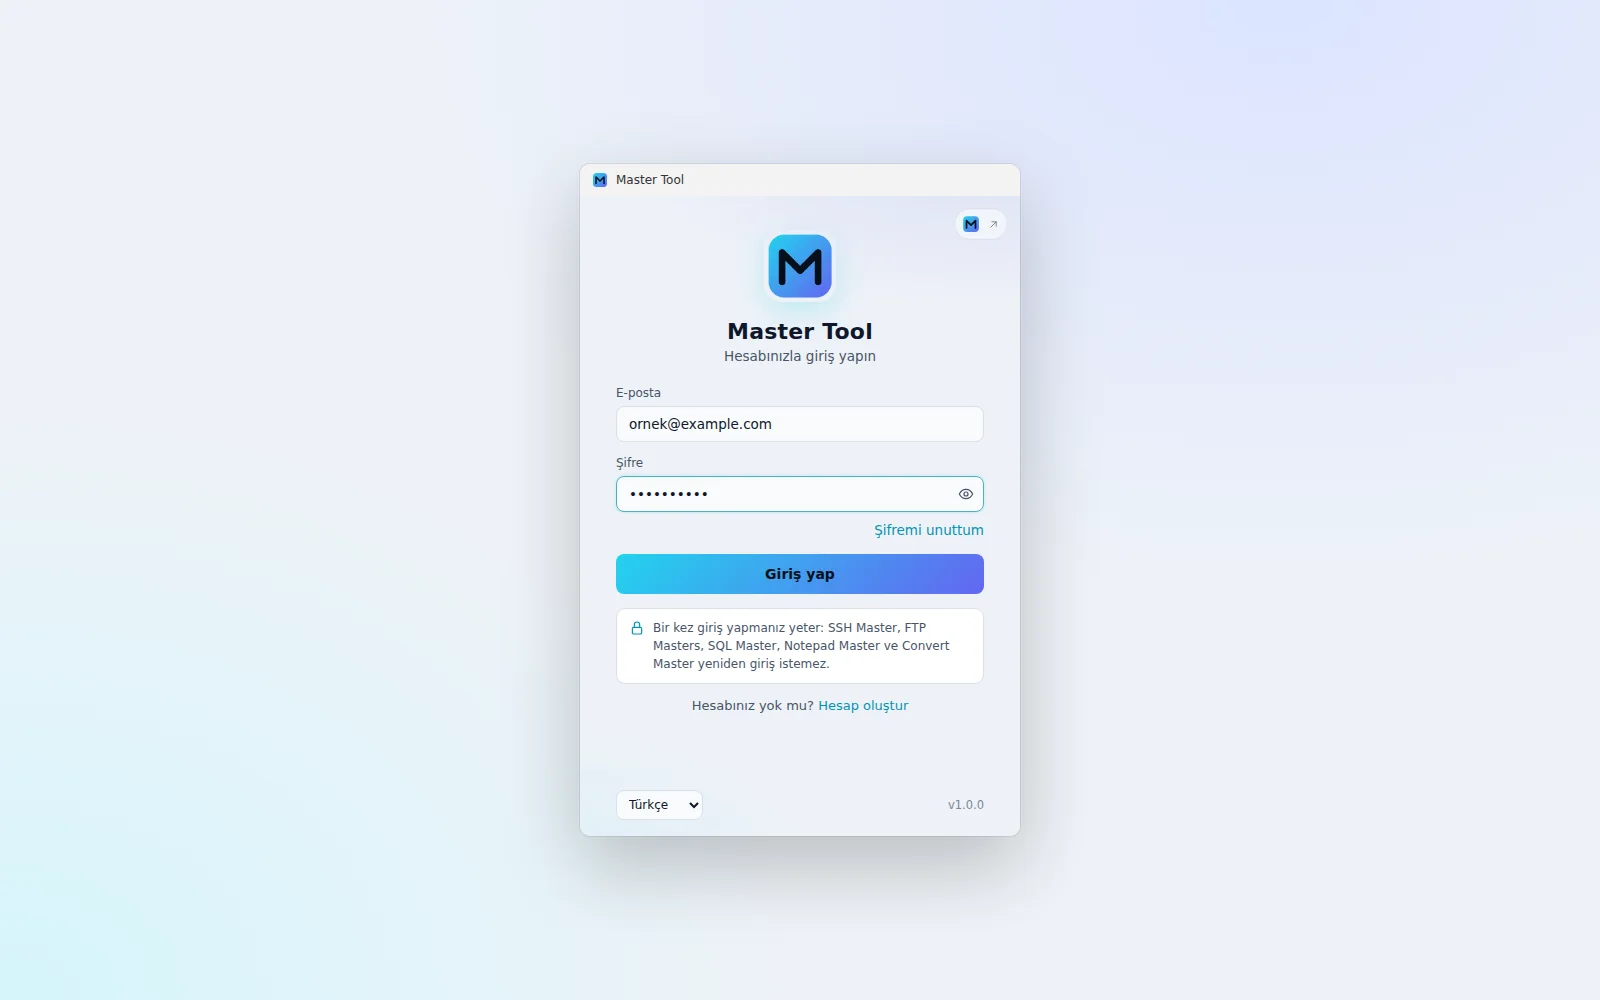 Master Tool
Master Tool
Hesabınızla giriş yapın
E-posta
ornek@example.com
Şifre
••••••••••
Şifremi unuttum
Giriş yap
Bir kez giriş yapmanız yeter: SSH Master, FTP
Masters, SQL Master, Notepad Master ve Convert
Master yeniden giriş istemez.
Hesabınız yok mu? Hesap oluştur
Türkçe
v1.0.0